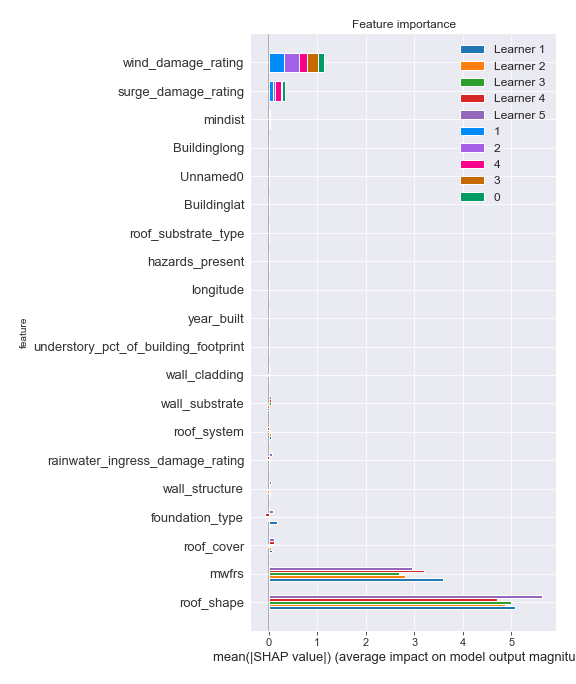 Feature importance
Learner 1
Learner 2
Learner 3
Learner 4
Learner 5
1
2
4
3
0
wind_damage_rating
surge_damage_rating
mindist
Buildinglong
Unnamed0
Buildinglat
roof_substrate_type
hazards_present
longitude
year_built
understory_pct_of_building_footprint
wall_cladding
wall_substrate
roof_system
rainwater_ingress_damage_rating
wall_structure
foundation_type
roof_cover
mwfrs
roof_shape
feature
0 1 2 3 4 5
mean(|SHAP value|) (average impact on model output magnitu